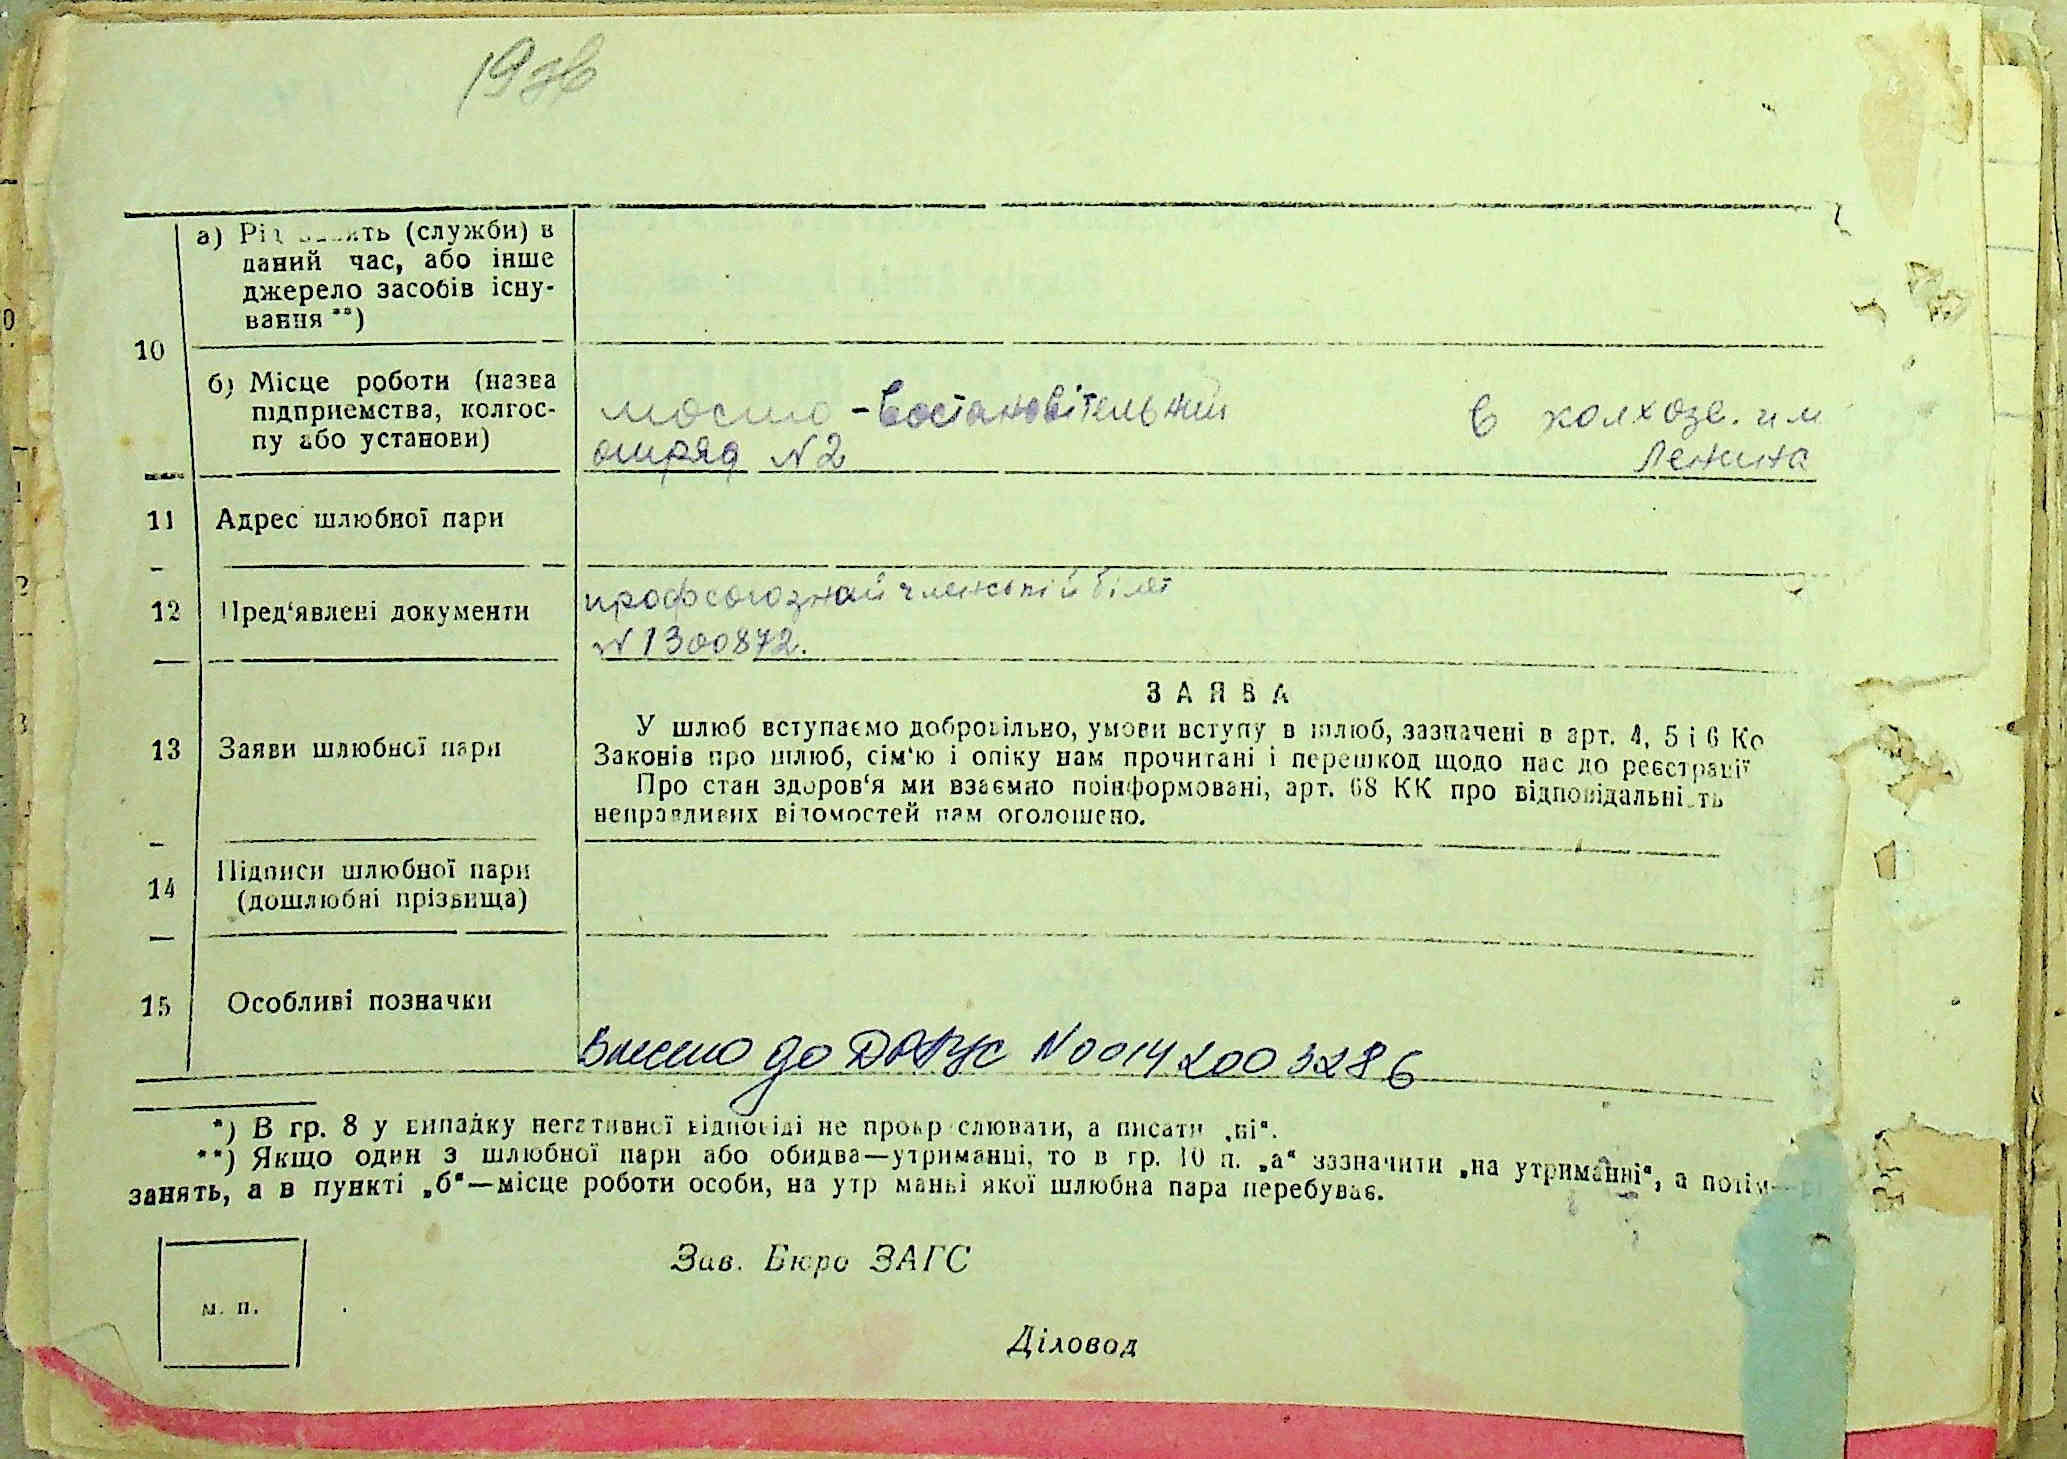 19зв
а) Рід занять (служби) в
даний час, або інше
джерело засобів існу-
вання **)
10
б) Місце роботи (назва
підприємства, колгос-
пу або установи)
мосто-востановітельний
отряд №2
в колхозе. им
Ленина
11 Адрес шлюбної пари
12 Пред'явлені документи
профсоюзнай членський білет
№1300872.
13 Заяви шлюбної пари
ЗАЯВА
У шлюб вступаємо добровільно, умови вступу в шлюб, зазначені в арт. 4, 5 і 6 Ко
Законів про шлюб, сім'ю і опіку нам прочитані і перешкод щодо нас до реєстрації
Про стан здоров'я ми взаємно поінформовані, арт. 68 КК про відповідальність
неправливих відомостей нам оголошено.
14 Підписи шлюбної пари
(дошлюбні прізвища)
15 Особливі позначки
Внесено до ДРАЦС №00142003286
*) В гр. 8 у випадку негативної відповіді не прокреслювати, а писати „ні“.
**) Якщо один з шлюбної пари або обидва—утриманці, то в гр. 10 п. „а“ зазначити „на утриманні“, а потім—рі
занять, а в пункті „б“—місце роботи особи, на утриманні якої шлюбна пара перебуває.
Зав. Бюро ЗАГС
м. п.
Діловод